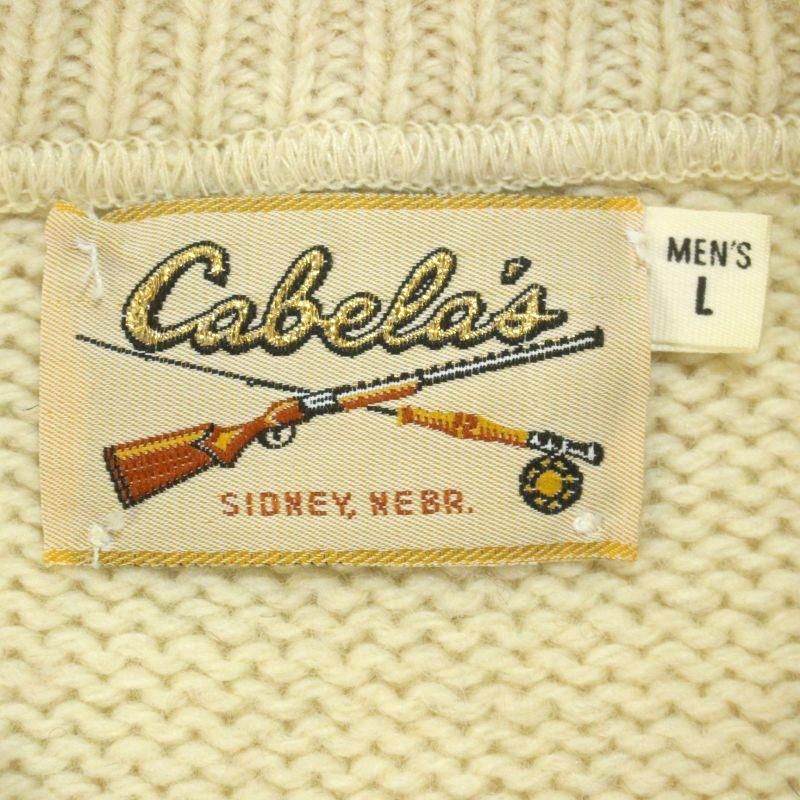 Cabela's
SIDNEY, NEBR.
MEN'S
L